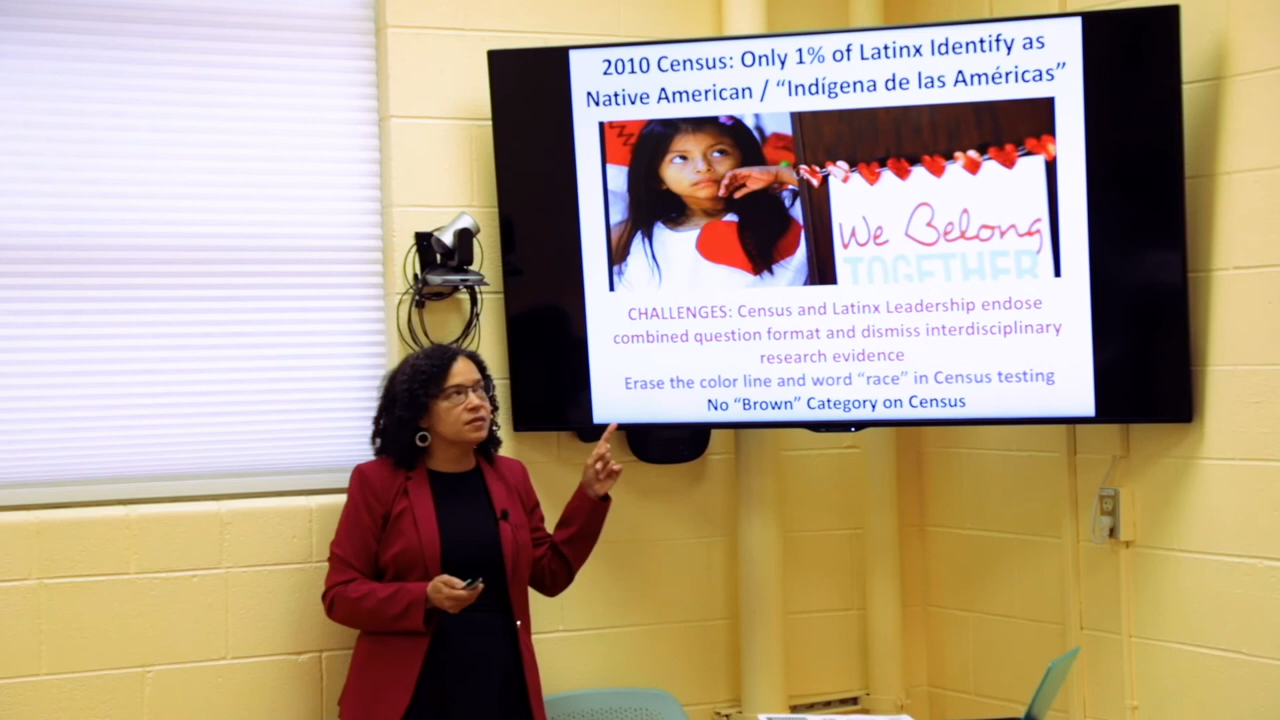 2010 Census: Only 1% of Latinx Identify as
Native American / “Indígena de las Américas”
We Belong
TOGETHER
CHALLENGES: Census and Latinx Leadership endose
combined question format and dismiss interdisciplinary
research evidence
Erase the color line and word “race” in Census testing
No “Brown” Category on Census